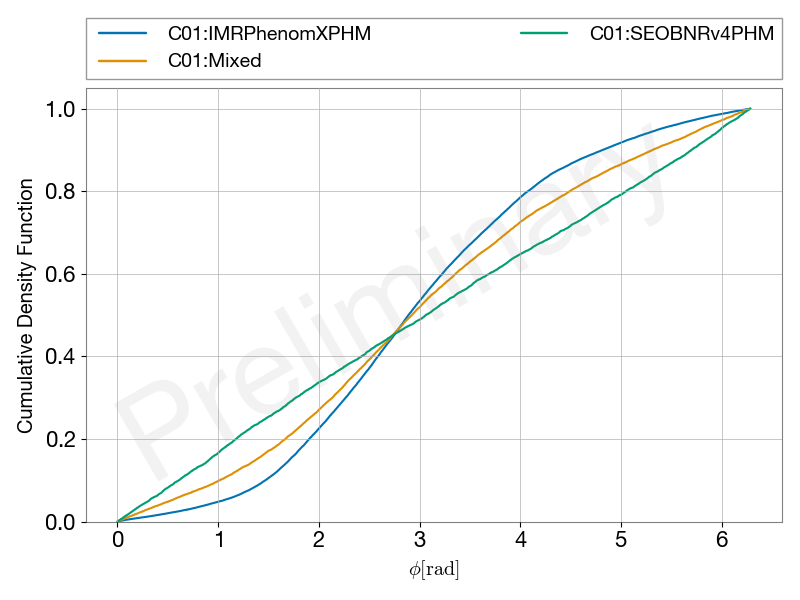 C01:IMRPhenomXPHM
C01:Mixed
C01:SEOBNRv4PHM
1.0
0.8
0.6
0.4
0.2
0.0
Cumulative Density Function
Preliminary
0 1 2 3 4 5 6
ϕ[rad]